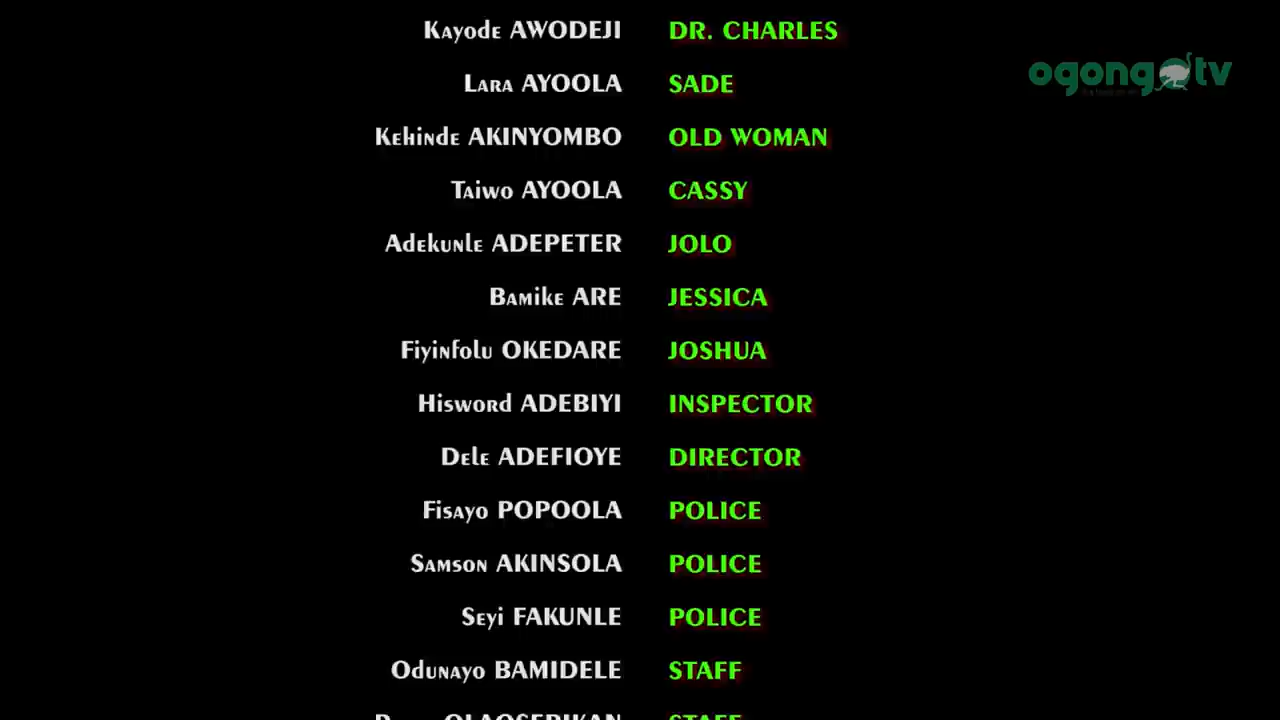 Kayode AWODEJI DR. CHARLES
ogongotv
Lara AYOOLA SADE
Kehinde AKINYOMBO OLD WOMAN
Taiwo AYOOLA CASSY
Adekunle ADEPETER JOLO
Bamike ARE JESSICA
Fiyinfolu OKEDARE JOSHUA
Hisword ADEBIYI INSPECTOR
Dele ADEFIOYE DIRECTOR
Fisayo POPOOLA POLICE
Samson AKINSOLA POLICE
Seyi FAKUNLE POLICE
Odunayo BAMIDELE STAFF
STAFF